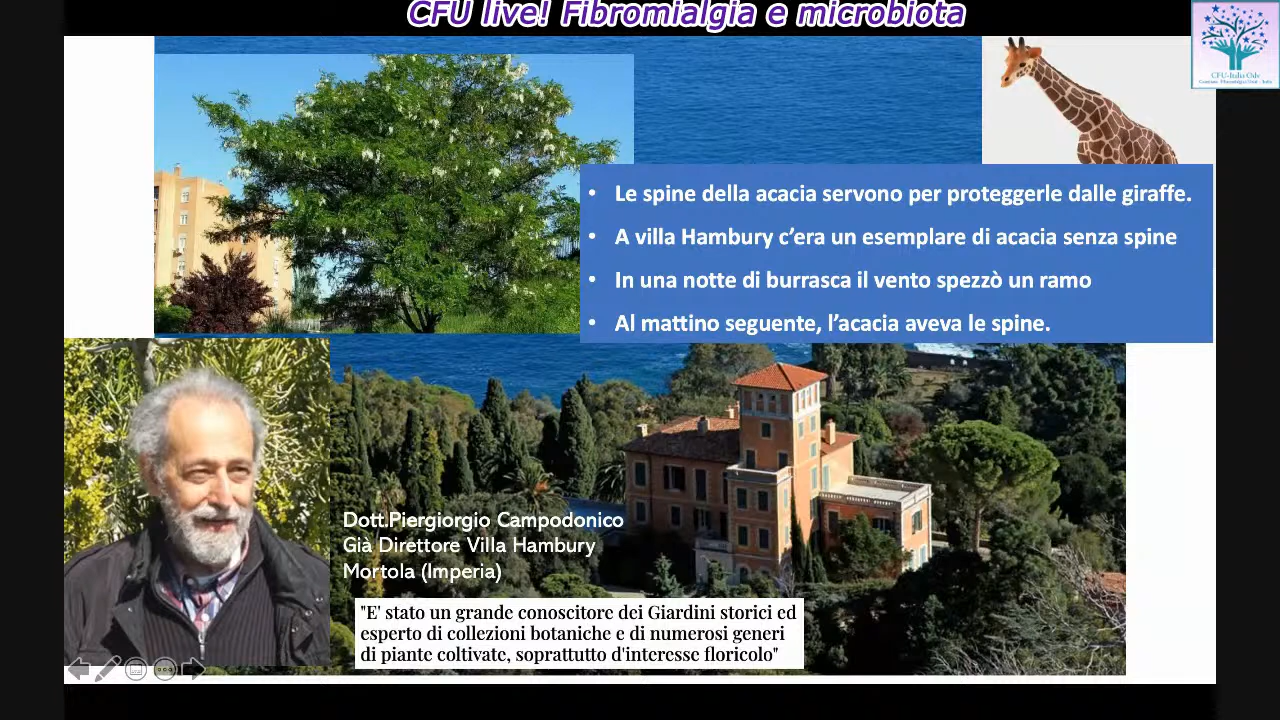 CFU live! Fibromialgia e microbiota
CFU-Italia Odv
• Le spine della acacia servono per proteggerle dalle giraffe.
• A villa Hambury c'era un esemplare di acacia senza spine
• In una notte di burrasca il vento spezzò un ramo
• Al mattino seguente, l'acacia aveva le spine.
Dott.Piergiorgio Campodonico
Già Direttore Villa Hambury
Mortola (Imperia)
"E' stato un grande conoscitore dei Giardini storici ed
esperto di collezioni botaniche e di numerosi generi
di piante coltivate, soprattutto d'interesse floricolo"